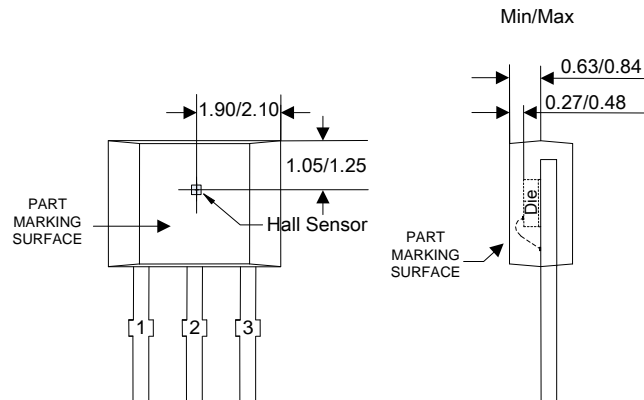 Min/Max
0.63/0.84
0.27/0.48
1.90/2.10
1.05/1.25
PART
MARKING
SURFACE
Hall Sensor
Die
PART
MARKING
SURFACE
1
2
3